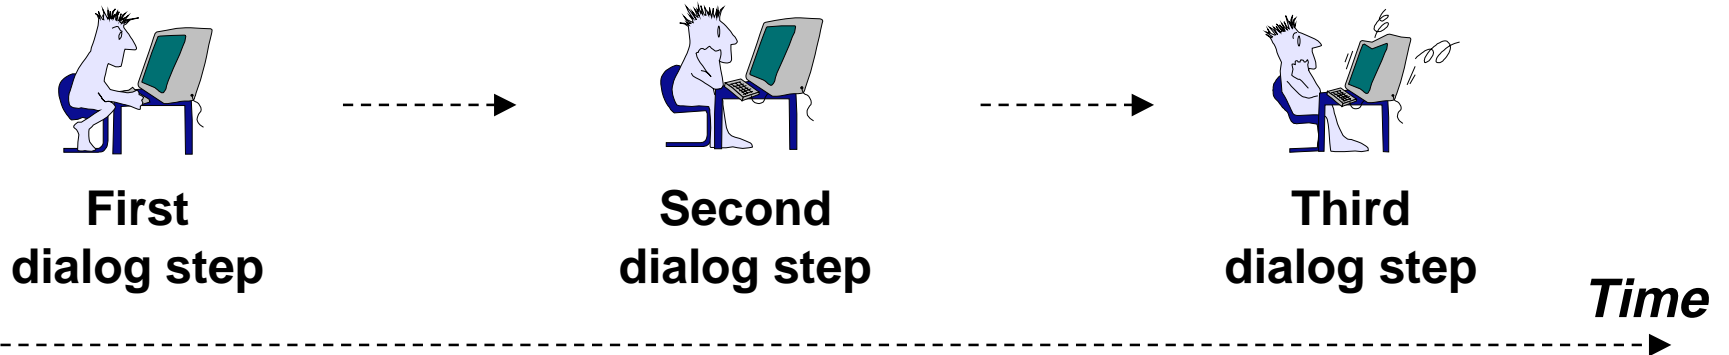 First
dialog step
Second
dialog step
Third
dialog step
Time